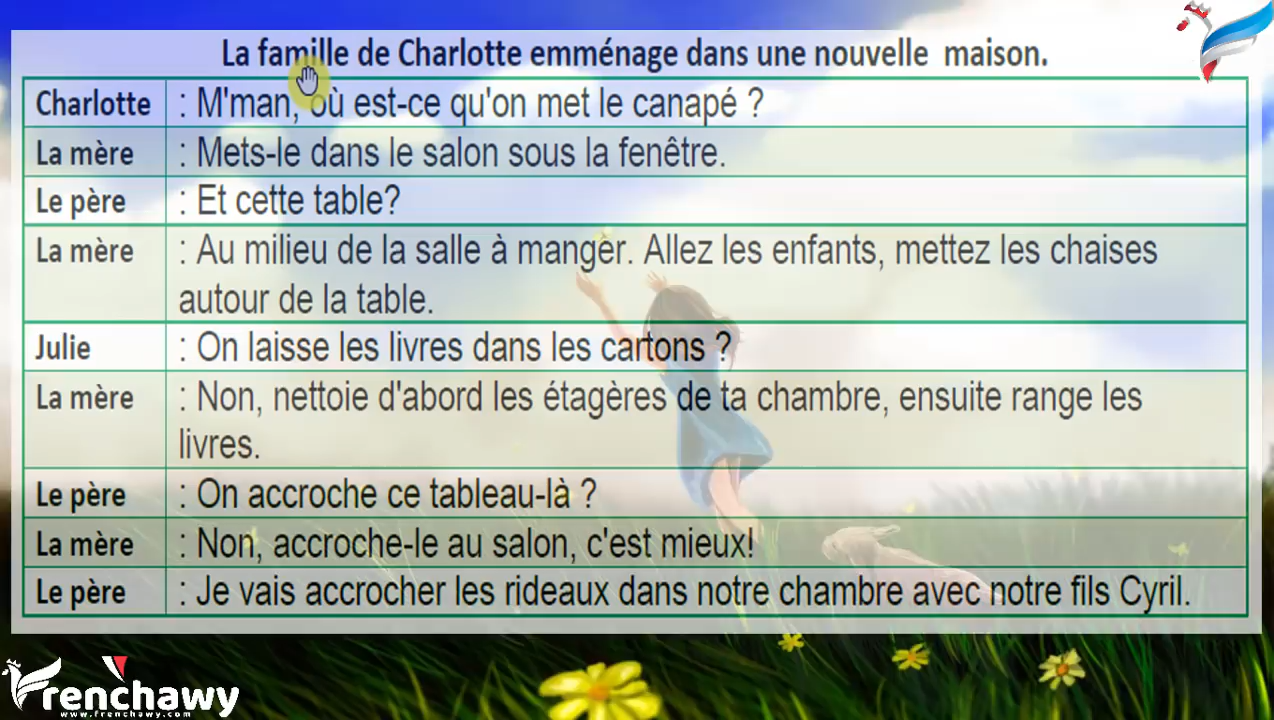 La famille de Charlotte emménage dans une nouvelle maison.
Charlotte : M'man, où est-ce qu'on met le canapé ?
La mère : Mets-le dans le salon sous la fenêtre.
Le père : Et cette table?
La mère : Au milieu de la salle à manger. Allez les enfants, mettez les chaises
autour de la table.
Julie : On laisse les livres dans les cartons ?
La mère : Non, nettoie d'abord les étagères de ta chambre, ensuite range les
livres.
Le père : On accroche ce tableau-là ?
La mère : Non, accroche-le au salon, c'est mieux!
Le père : Je vais accrocher les rideaux dans notre chambre avec notre fils Cyril.
Frenchawy
www.frenchawy.com